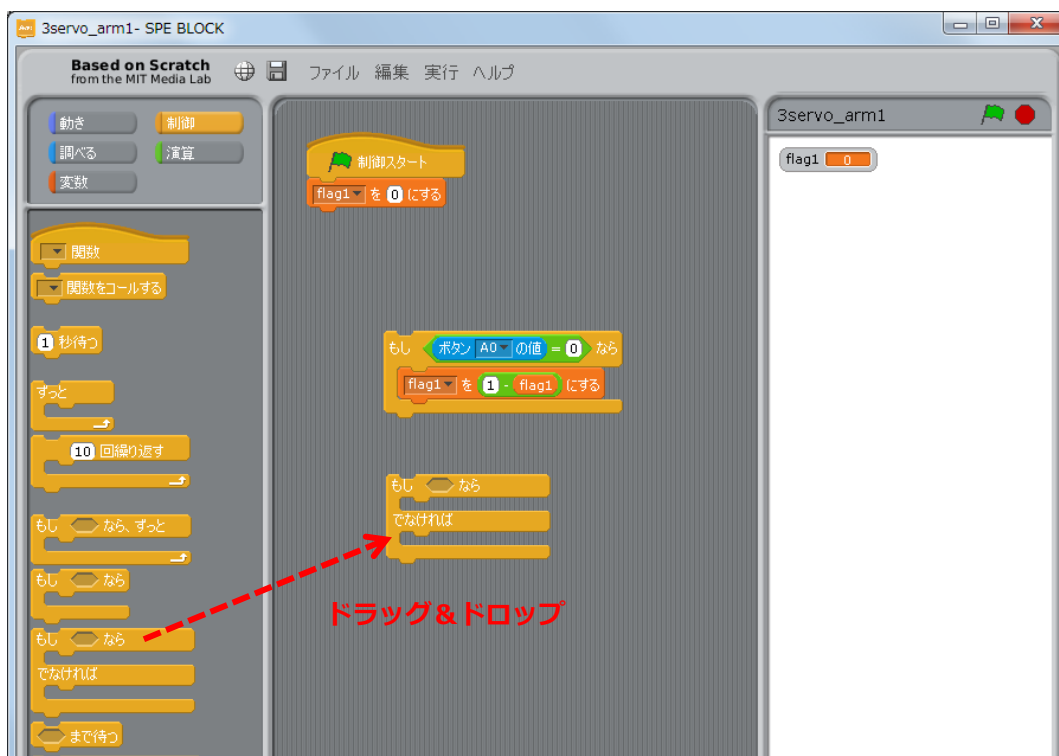 3servo_arm1- SPE BLOCK
Based on Scratch
from the MIT Media Lab
ファイル 編集 実行 ヘルプ
動き 制御
調べる 演算
変数
関数
関数をコールする
1 秒待つ
ずっと
10 回繰り返す
もし なら、ずっと
もし なら
もし なら
でなければ
まで待つ
制御スタート
flag1 を 0 にする
もし ボタン A0 の値 = 0 なら
flag1 を 1 - flag1 にする
もし なら
でなければ
ドラッグ&ドロップ
3servo_arm1
flag1 0